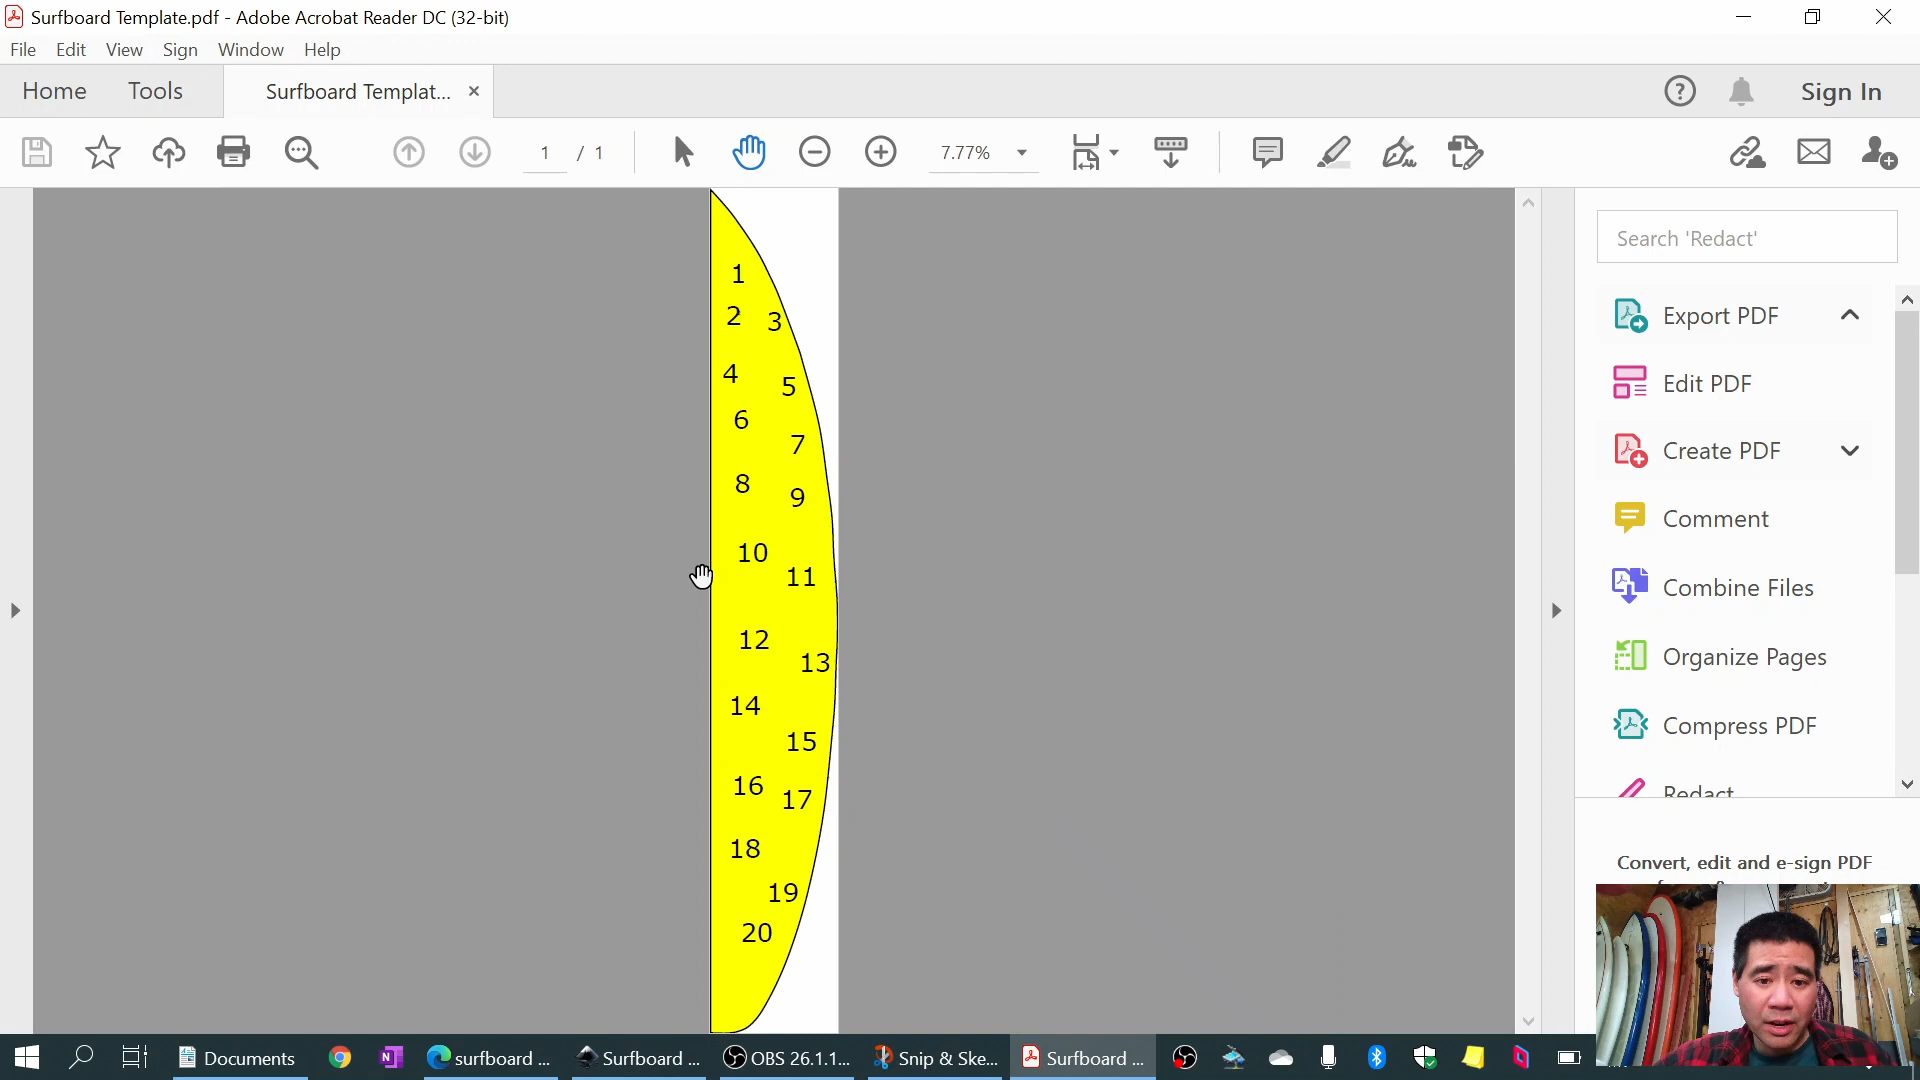 Surfboard Template.pdf - Adobe Acrobat Reader DC (32-bit)
File Edit View Sign Window Help
Home Tools Surfboard Templat... × Sign In
1 / 1 7.77%
Search 'Redact'
Export PDF
Edit PDF
Create PDF
Comment
Combine Files
Organize Pages
Compress PDF
Redact
Convert, edit and e-sign PDF
1
2 3
4 5
6
7
8 9
10
11
12
13
14
15
16 17
18
19
20
Documents surfboard ... Surfboard ... OBS 26.1.1... Snip & Ske... Surfboard ...